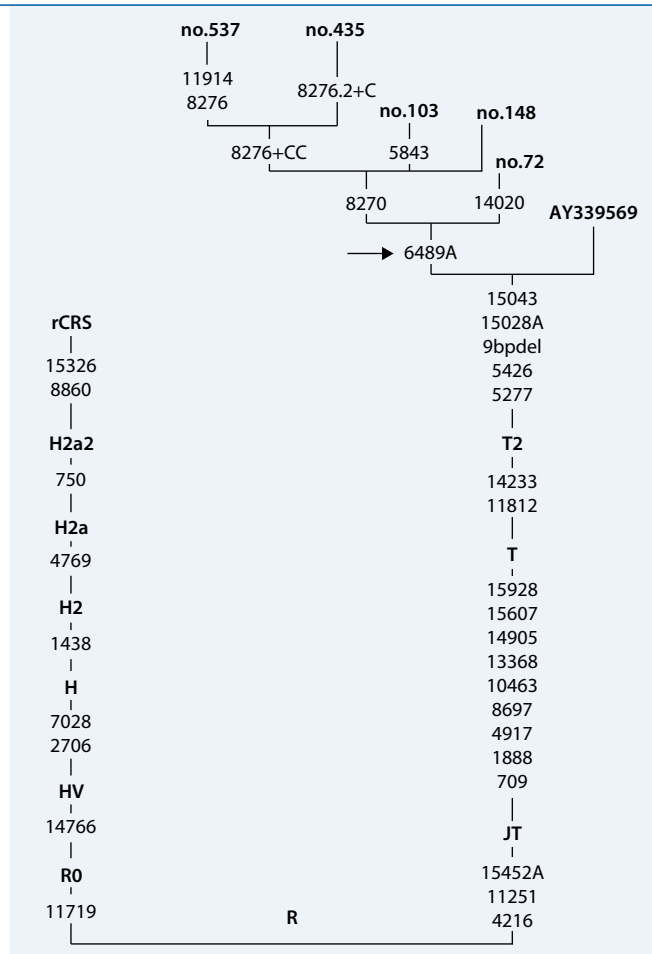 no.537
no.435
11914
8276
8276.2+C
no.103
no.148
8276+CC
5843
no.72
8270
14020
AY339569
6489A
15043
15028A
9bpdel
5426
5277
T2
14233
11812
T
15928
15607
14905
13368
10463
8697
4917
1888
709
JT
15452A
11251
4216
rCRS
15326
8860
H2a2
750
H2a
4769
H2
1438
H
7028
2706
HV
14766
R0
11719
R